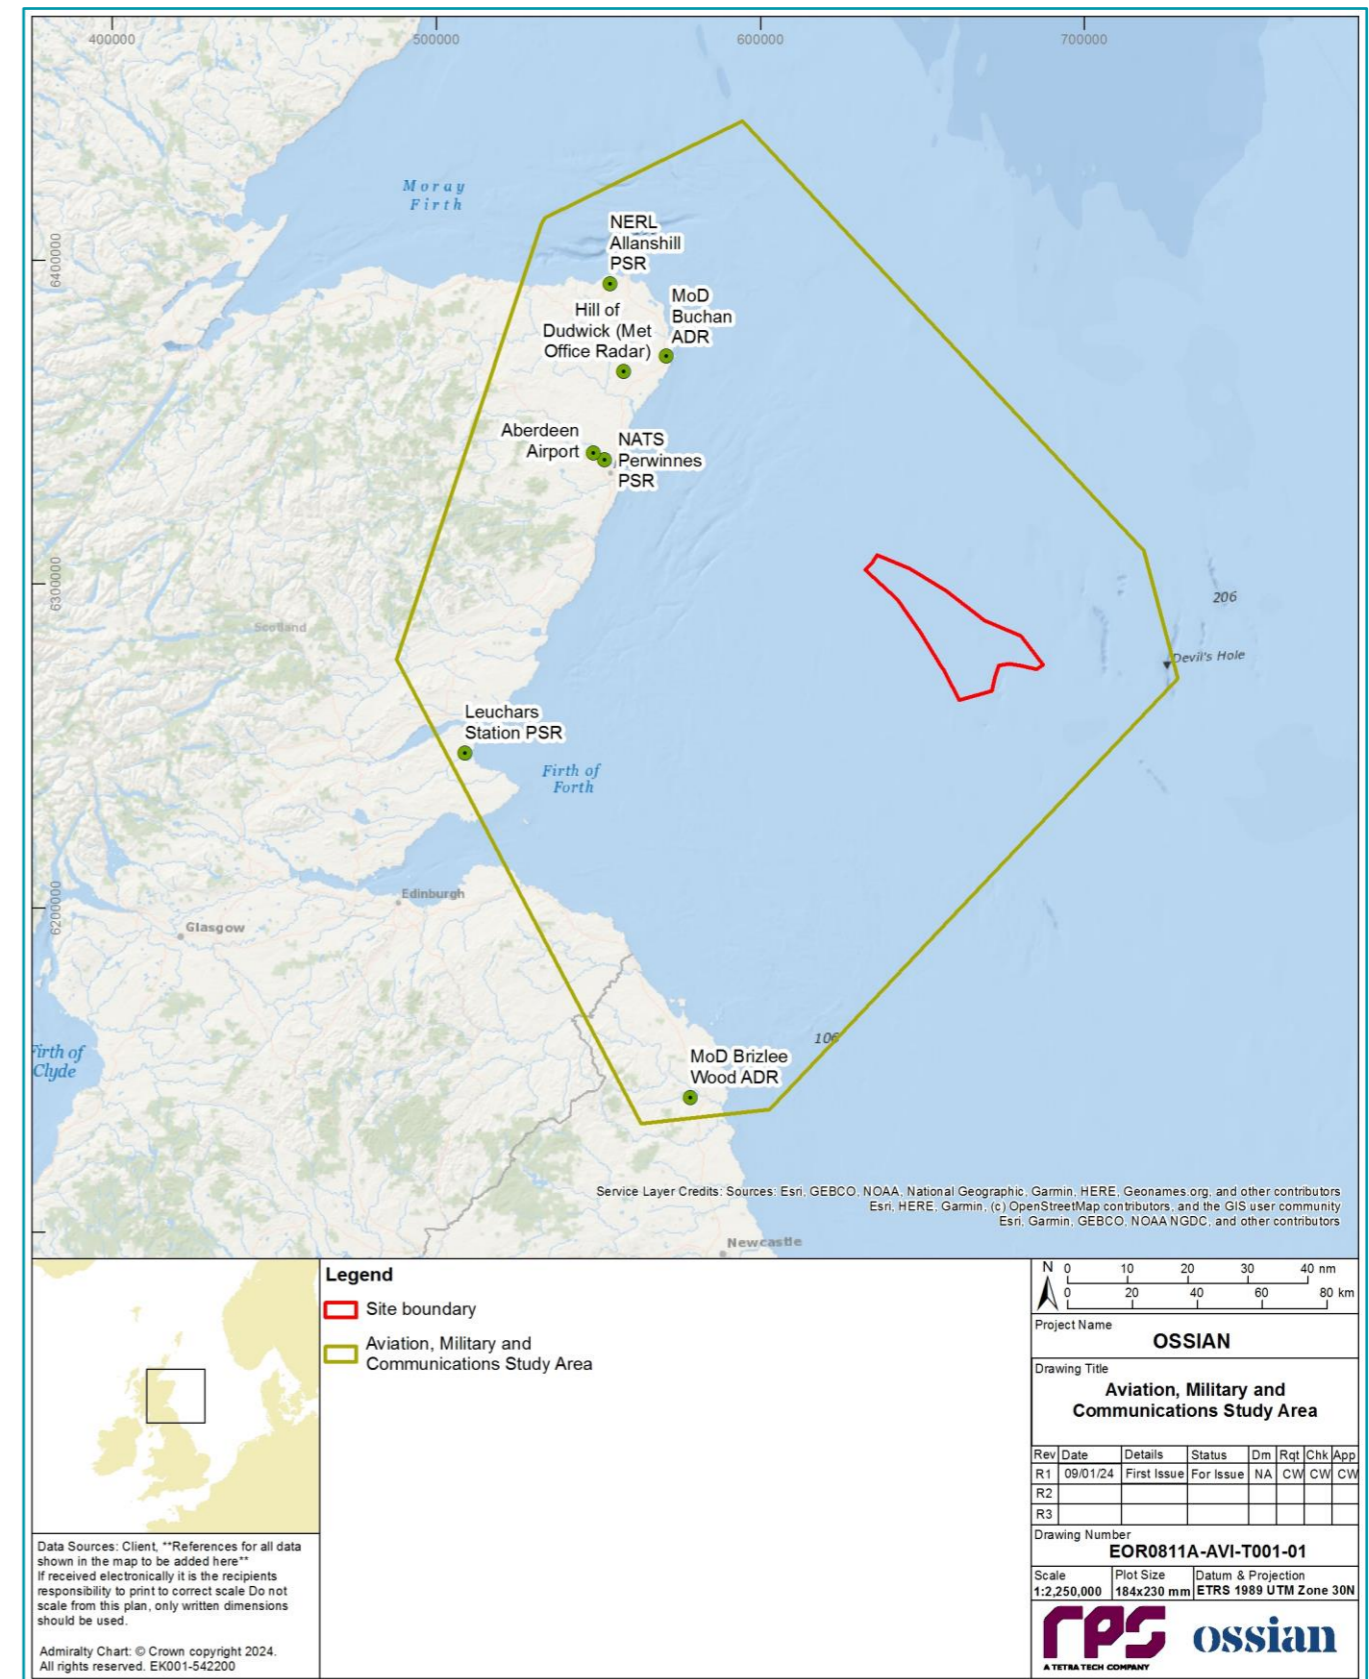 400000
500000
600000
700000
6400000
6300000
6200000
Moray
Firth
NERL
Allanshill
PSR
MoD
Buchan
ADR
Hill of
Dudwick (Met
Office Radar)
Aberdeen
Airport
NATS
Perwinnes
PSR
206
Devil's Hole
Scotland
Leuchars
Station PSR
Firth of
Forth
Edinburgh
Glasgow
106
Firth of
Clyde
MoD Brizlee
Wood ADR
Service Layer Credits: Sources: Esri, GEBCO, NOAA, National Geographic, Garmin, HERE, Geonames.org, and other contributors
Esri, HERE, Garmin, (c) OpenStreetMap contributors, and the GIS user community
Esri, Garmin, GEBCO, NOAA NGDC, and other contributors
Newcastle
Legend
Site boundary
Aviation, Military and
Communications Study Area
Data Sources: Client, **References for all data
shown in the map to be added here**
If received electronically it is the recipients
responsibility to print to correct scale Do not
scale from this plan, only written dimensions
should be used.
Admiralty Chart: © Crown copyright 2024.
All rights reserved. EK001-542200
N
0 10 20 30 40 nm
0 20 40 60 80 km
Project Name
OSSIAN
Drawing Title
Aviation, Military and
Communications Study Area
Rev Date Details Status Dm Rqt Chk App
R1 09/01/24 First Issue For Issue NA CW CW CW
R2
R3
Drawing Number
EOR0811A-AVI-T001-01
Scale Plot Size Datum & Projection
1:2,250,000 184x230 mm ETRS 1989 UTM Zone 30N
rps
A TETRA TECH COMPANY
ossian